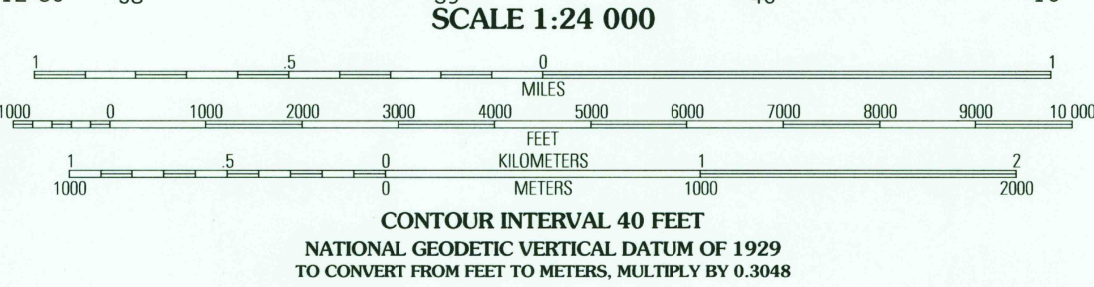 SCALE 1:24 000
1 .5 0 1
MILES
1000 0 1000 2000 3000 4000 5000 6000 7000 8000 9000 10 000
FEET
1 .5 0 KILOMETERS 1 2
1000 0 METERS 1000 2000
CONTOUR INTERVAL 40 FEET
NATIONAL GEODETIC VERTICAL DATUM OF 1929
TO CONVERT FROM FEET TO METERS, MULTIPLY BY 0.3048